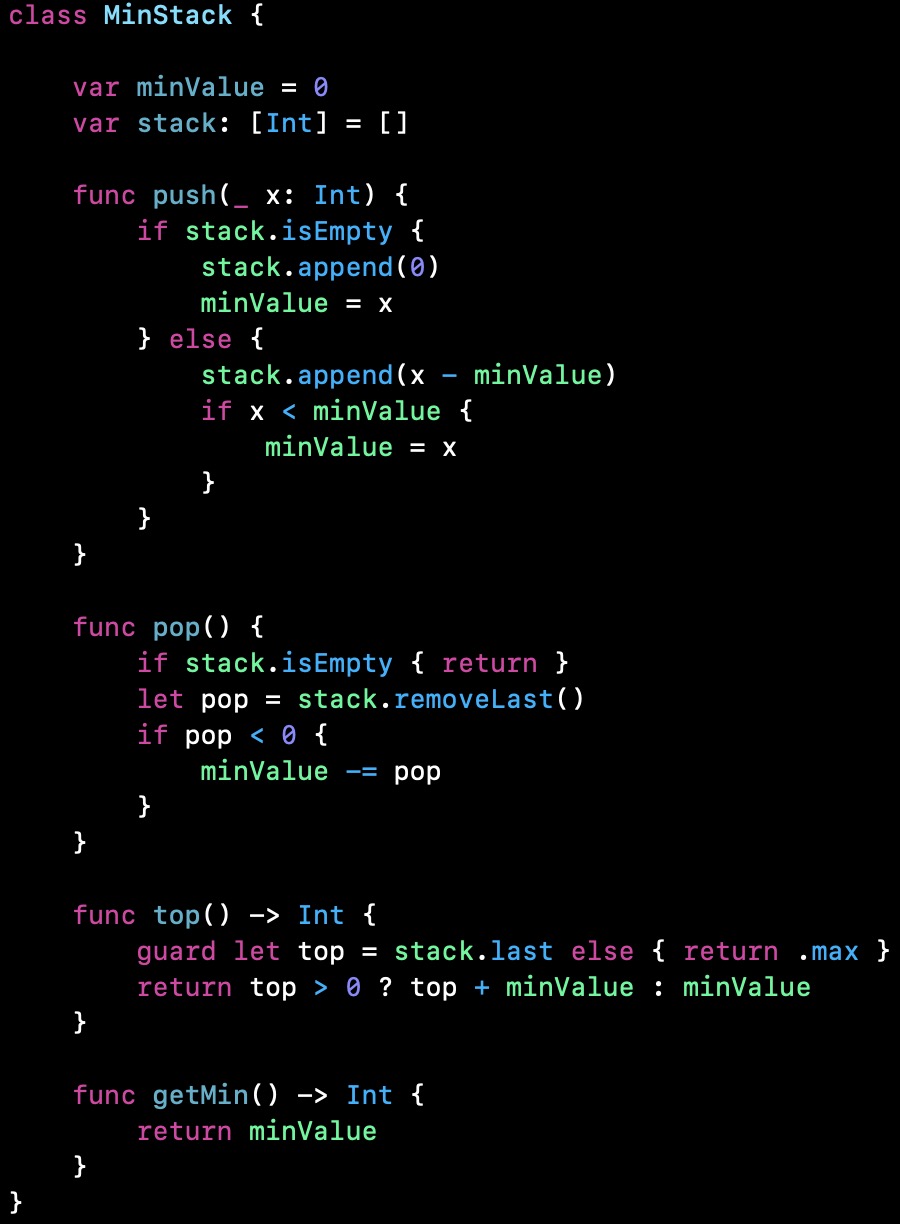 class MinStack {
    var minValue = 0
    var stack: [Int] = []
    func push(_ x: Int) {
        if stack.isEmpty {
            stack.append(0)
            minValue = x
        } else {
            stack.append(x - minValue)
            if x < minValue {
                minValue = x
            }
        }
    }
    func pop() {
        if stack.isEmpty { return }
        let pop = stack.removeLast()
        if pop < 0 {
            minValue -= pop
        }
    }
    func top() -> Int {
        guard let top = stack.last else { return .max }
        return top > 0 ? top + minValue : minValue
    }
    func getMin() -> Int {
        return minValue
    }
}